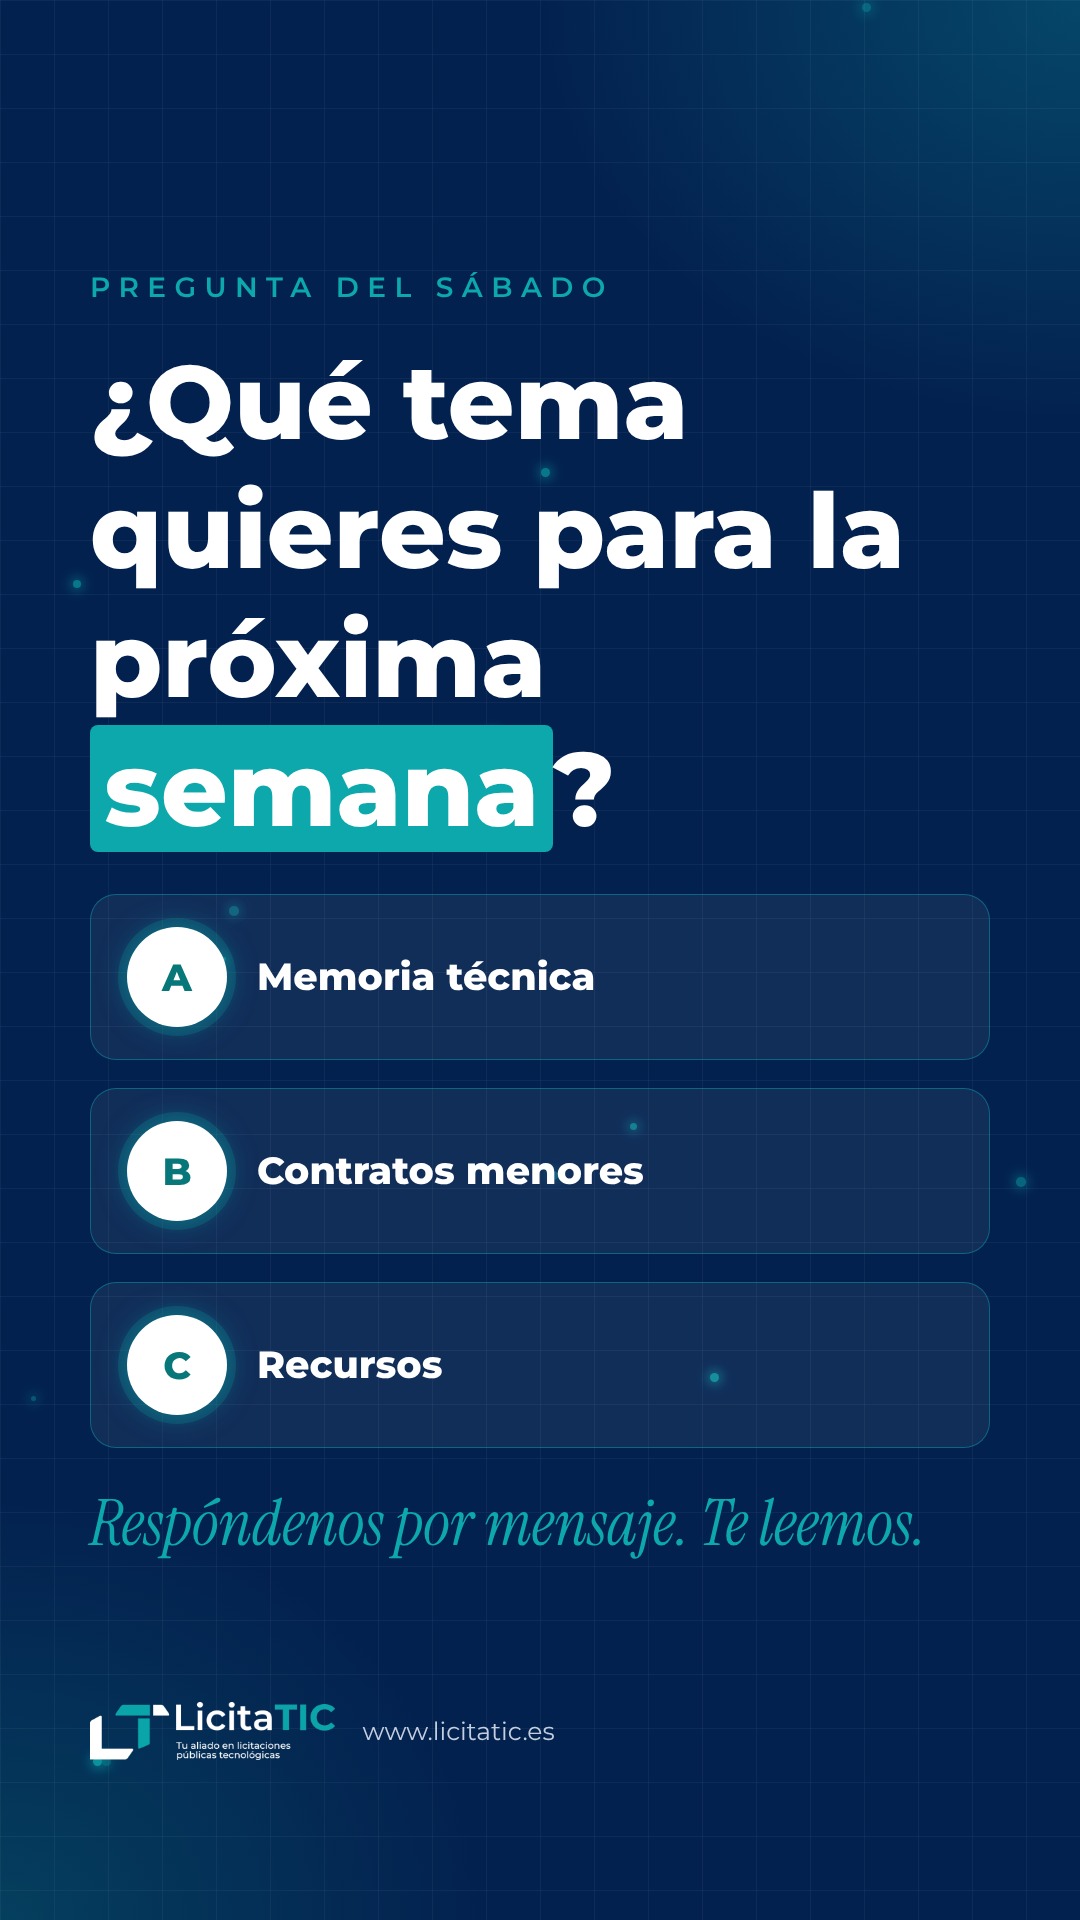 PREGUNTA DEL SÁBADO
¿Qué tema
quieres para la
próxima
semana?
A Memoria técnica
B Contratos menores
C Recursos
Respóndenos por mensaje. Te leemos.
LicitaTIC
Tu aliado en licitaciones
públicas tecnológicas
www.licitatic.es